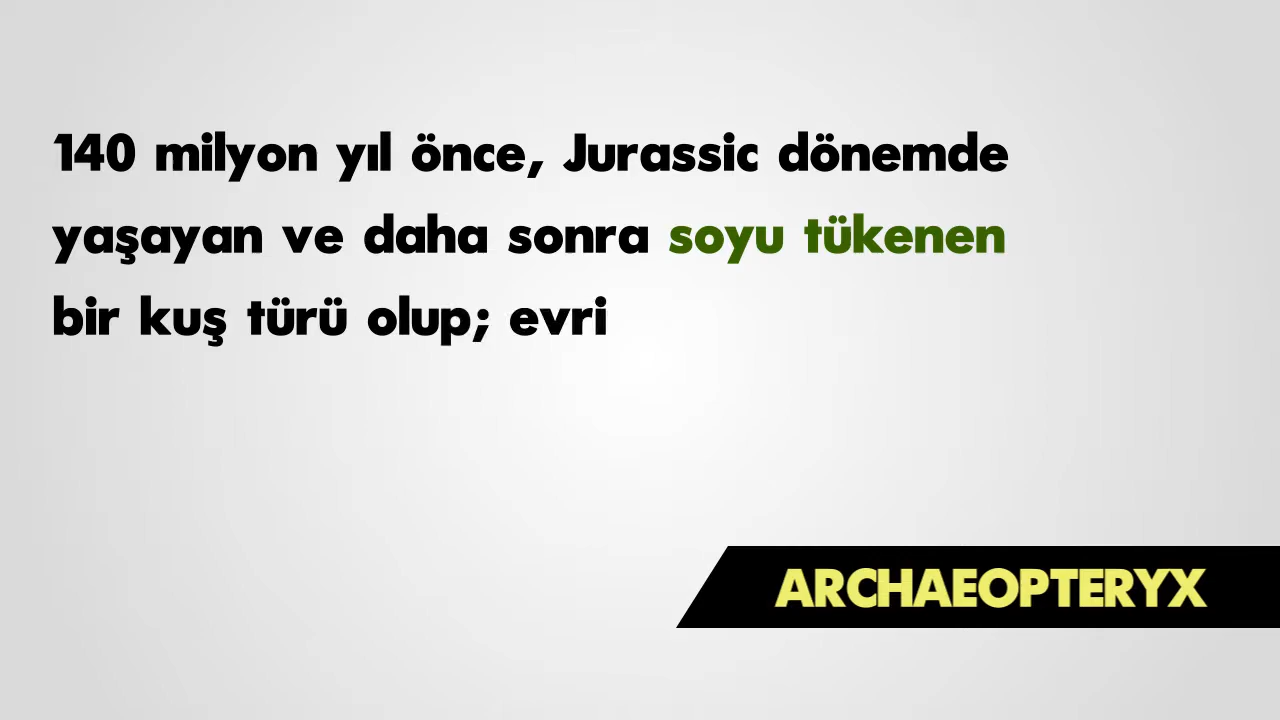 140 milyon yıl önce, Jurassic dönemde
yaşayan ve daha sonra soyu tükenen
bir kuş türü olup; evri
ARCHAEOPTERYX